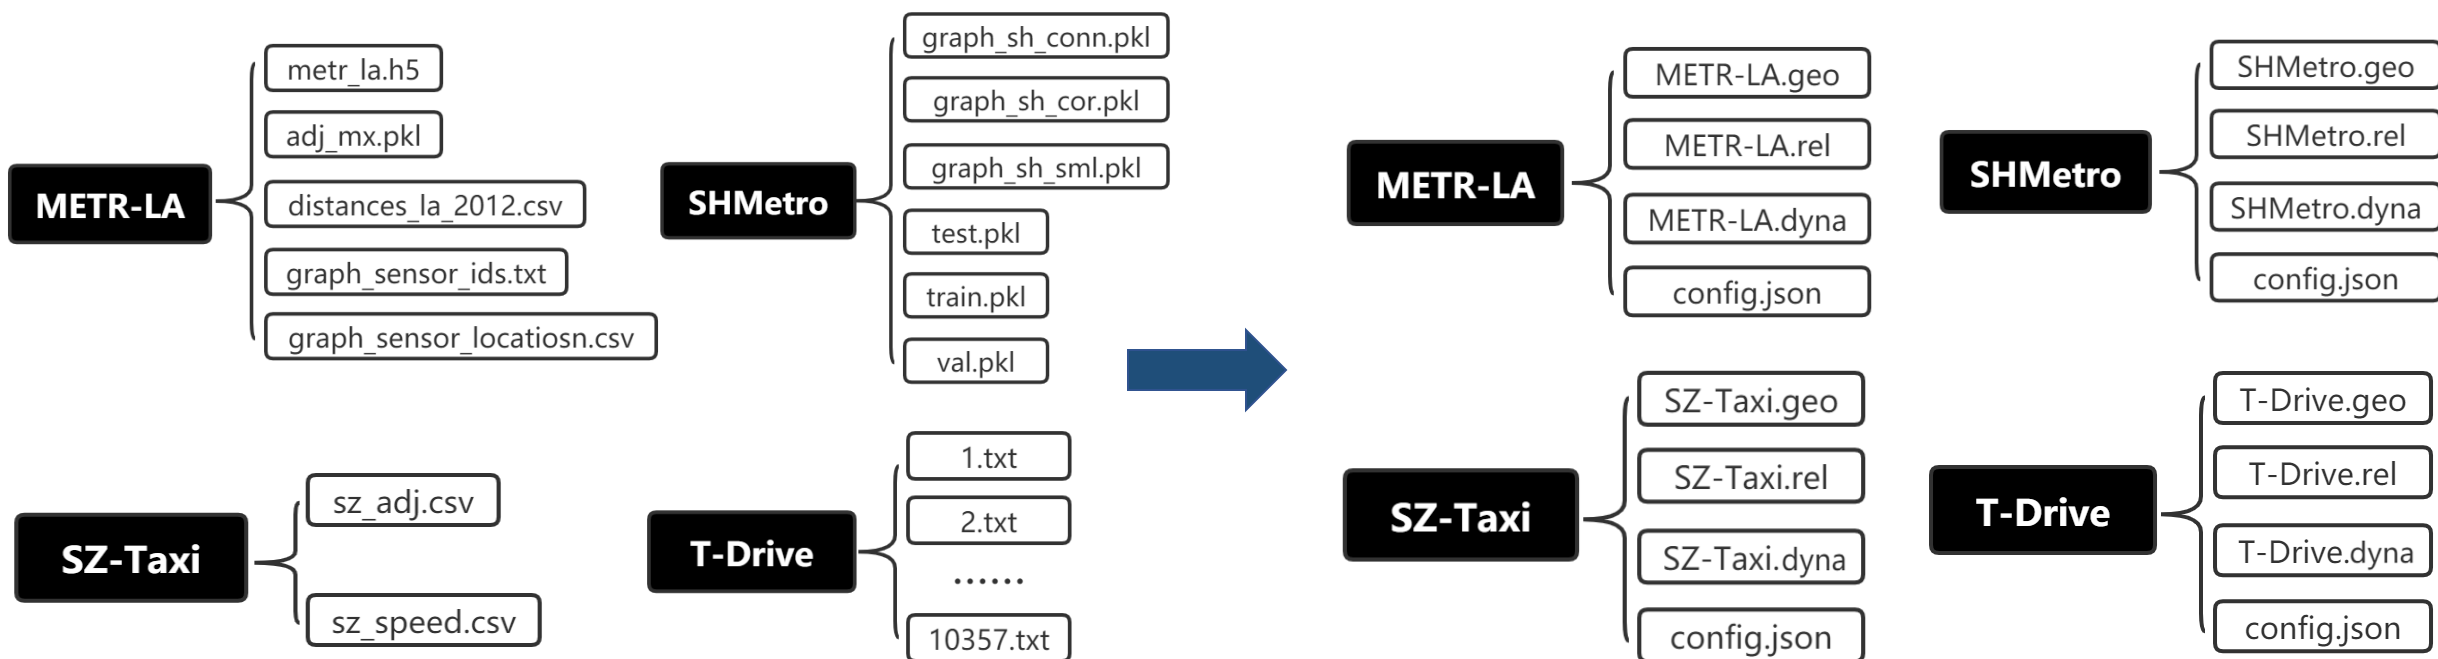 METR-LA
metr_la.h5
adj_mx.pkl
distances_la_2012.csv
graph_sensor_ids.txt
graph_sensor_locatiosn.csv
SHMetro
graph_sh_conn.pkl
graph_sh_cor.pkl
graph_sh_sml.pkl
test.pkl
train.pkl
val.pkl
SZ-Taxi
sz_adj.csv
sz_speed.csv
T-Drive
1.txt
2.txt
......
10357.txt
METR-LA
METR-LA.geo
METR-LA.rel
METR-LA.dyna
config.json
SHMetro
SHMetro.geo
SHMetro.rel
SHMetro.dyna
config.json
SZ-Taxi
SZ-Taxi.geo
SZ-Taxi.rel
SZ-Taxi.dyna
config.json
T-Drive
T-Drive.geo
T-Drive.rel
T-Drive.dyna
config.json